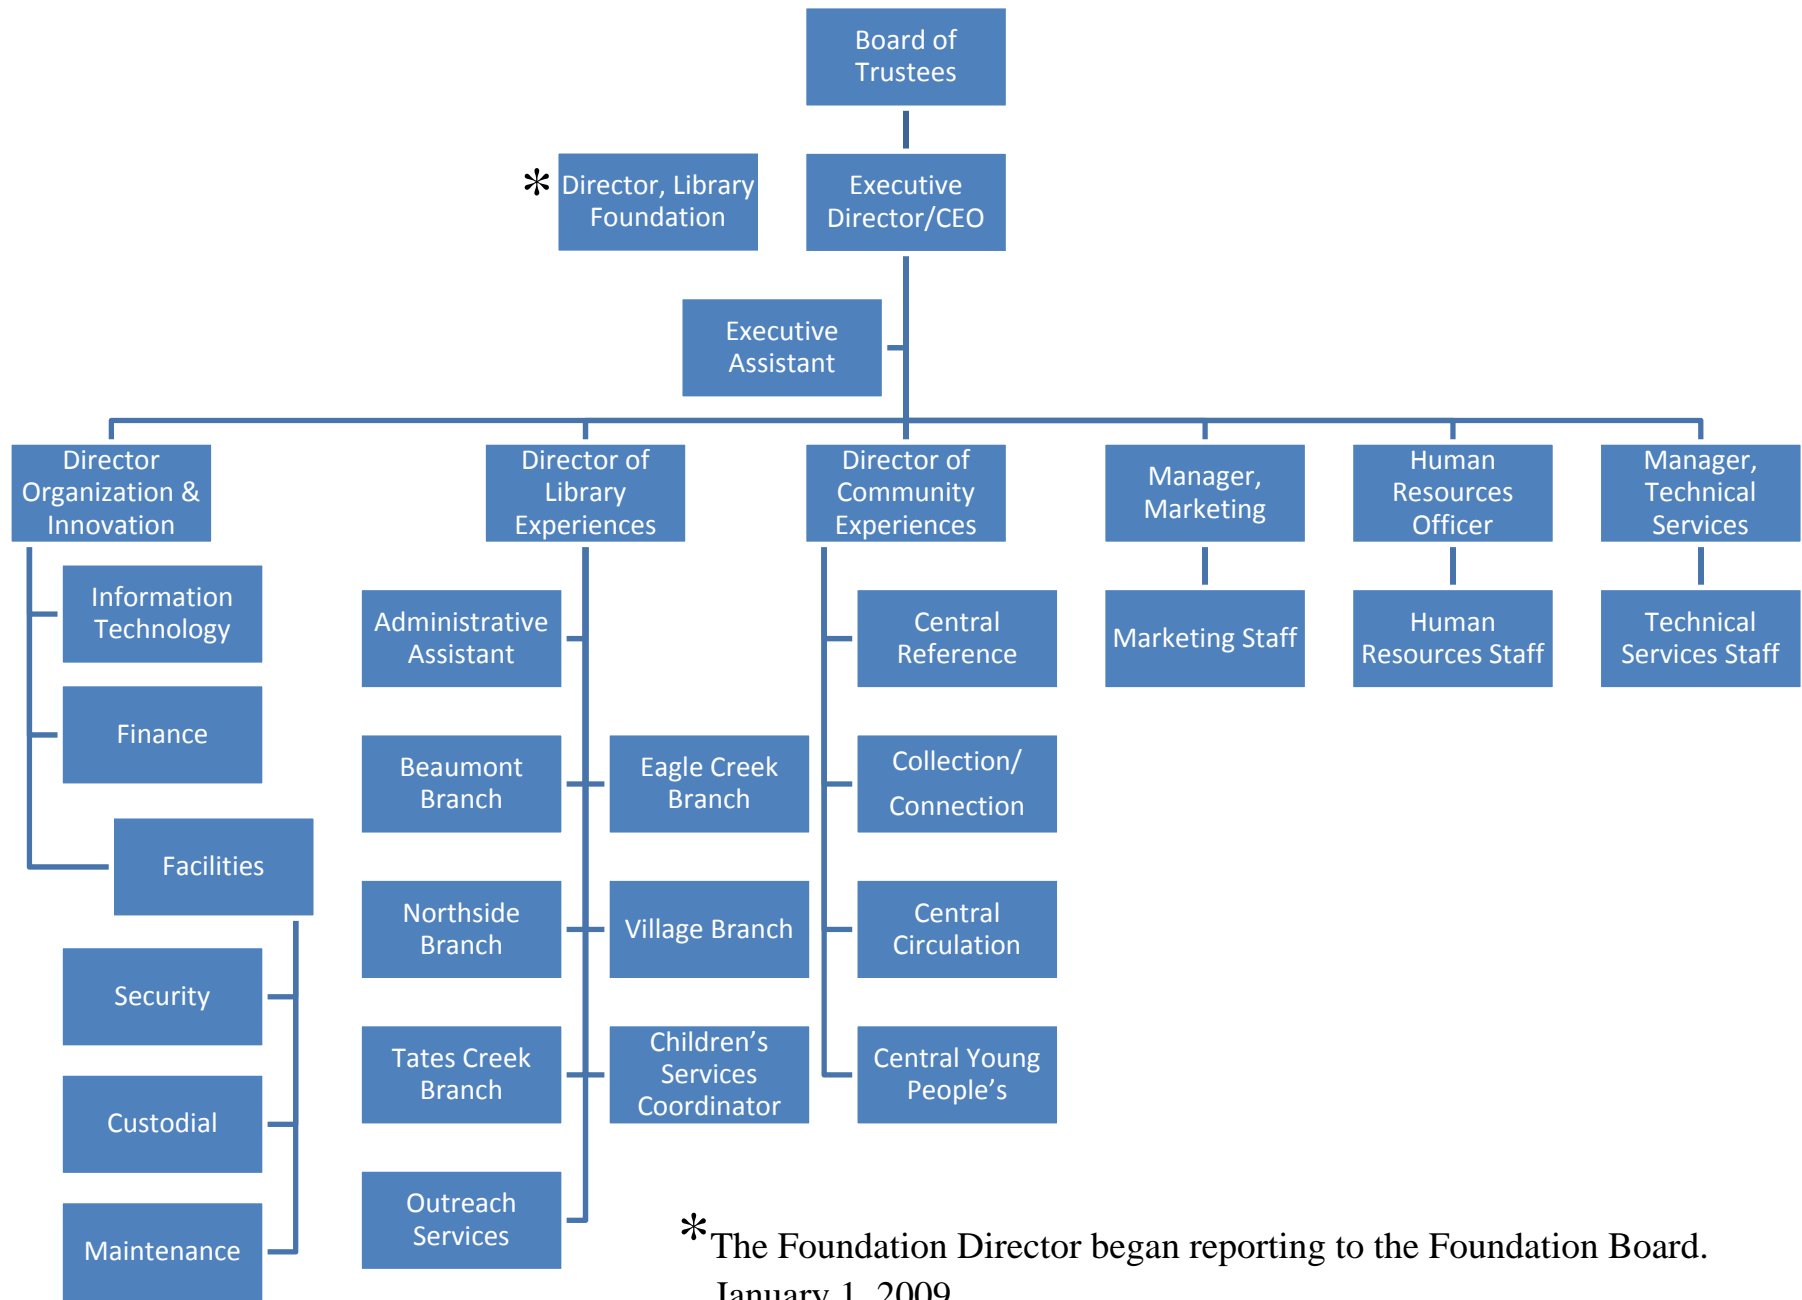 Board of
Trustees
*
Director, Library
Foundation
Executive
Director/CEO
Executive
Assistant
Director
Organization &
Innovation
Director of
Library
Experiences
Director of
Community
Experiences
Manager,
Marketing
Human
Resources
Officer
Manager,
Technical
Services
Information
Technology
Finance
Facilities
Security
Custodial
Maintenance
Administrative
Assistant
Beaumont
Branch
Eagle Creek
Branch
Northside
Branch
Village Branch
Tates Creek
Branch
Children’s
Services
Coordinator
Outreach
Services
Central
Reference
Collection/
Connection
Central
Circulation
Central Young
People’s
Marketing Staff
Human
Resources Staff
Technical
Services Staff
*The Foundation Director began reporting to the Foundation Board.
January 1, 2009